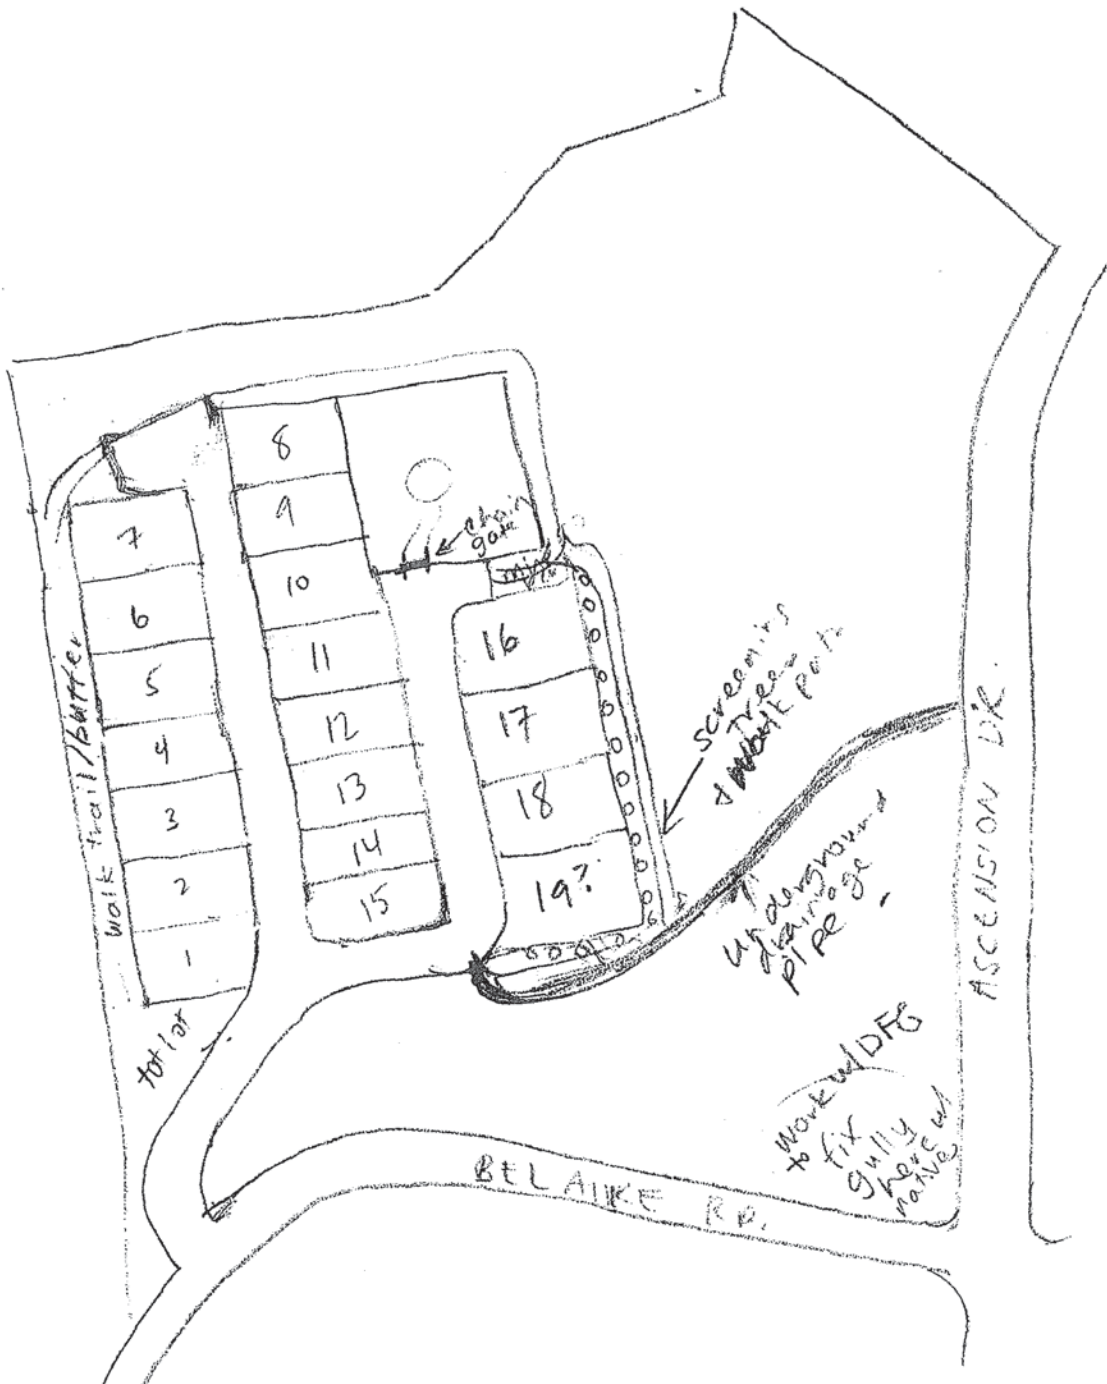 8
9
chain
gate
7
10
6
11
16
5
12
17
screening
trees
4
13
18
3
14
19?
2
15
1
walk trail/buffer
underground
drainage
pipe
ASCENSION DR.
tot lot
work w/DFG
to fix
gully
here w/
native
BELAIRE RD.